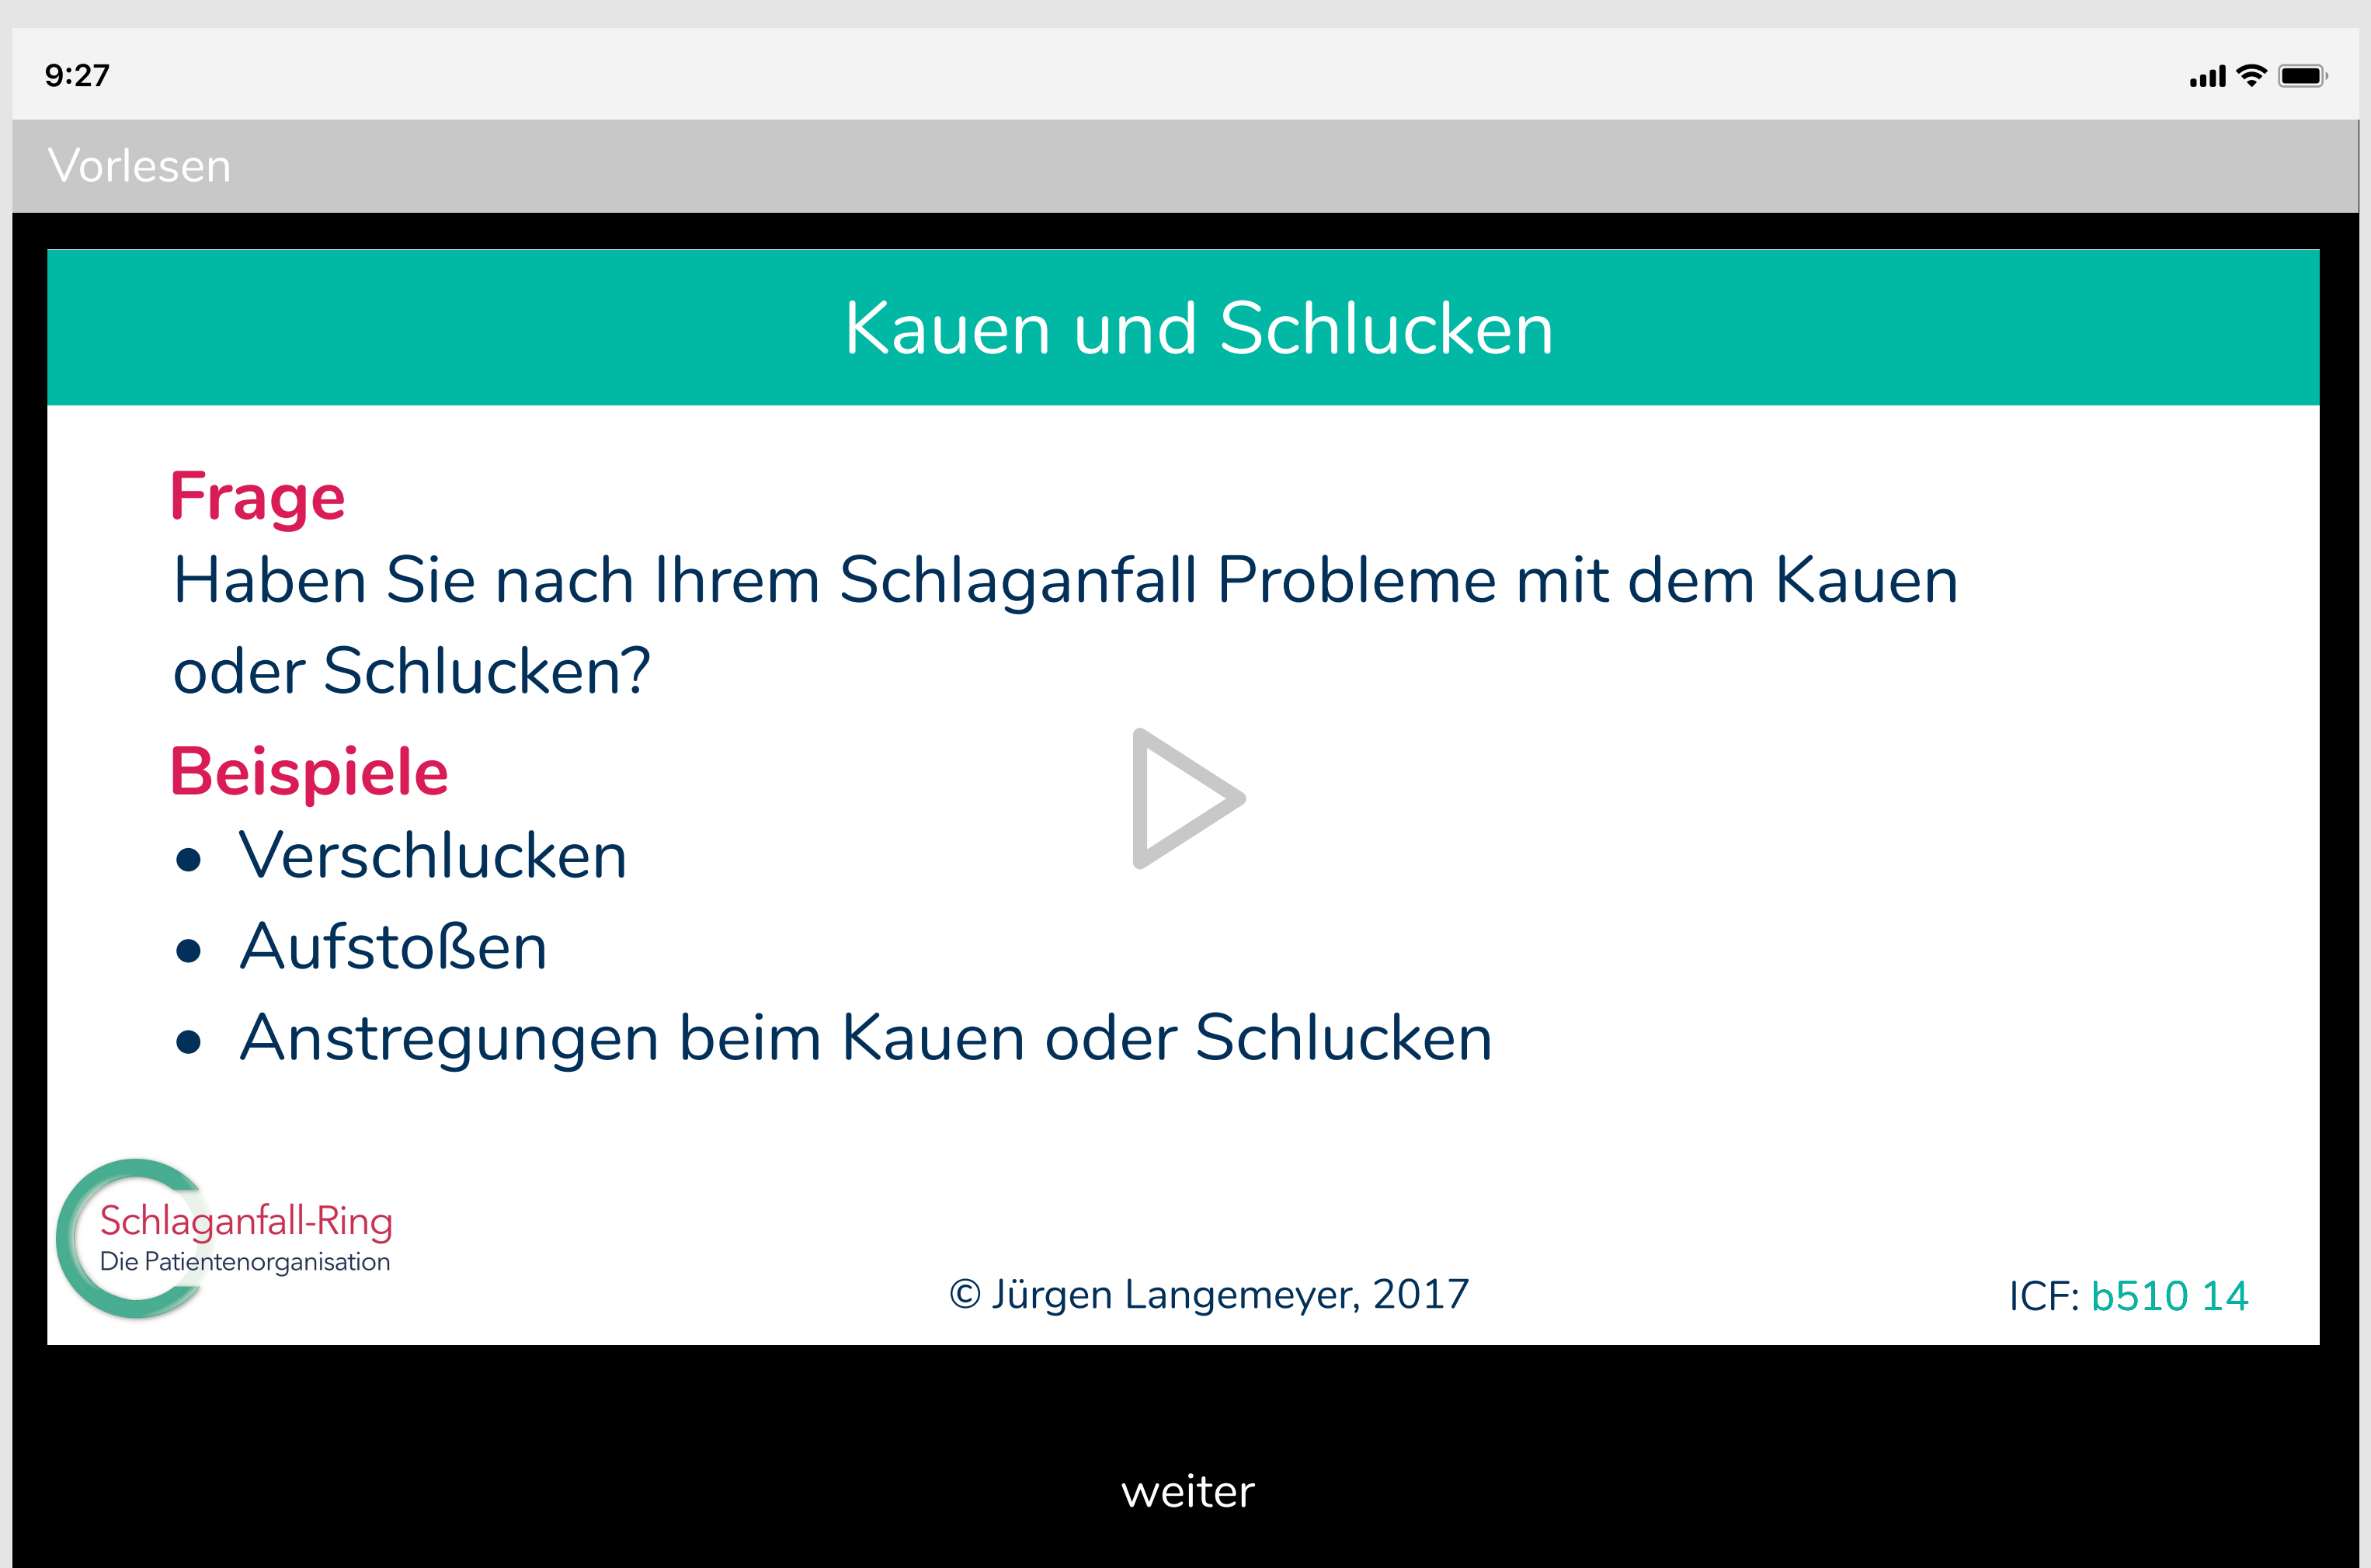 9:27
Vorlesen
Kauen und Schlucken
Frage
Haben Sie nach Ihrem Schlaganfall Probleme mit dem Kauen
oder Schlucken?
Beispiele
• Verschlucken
• Aufstoßen
• Anstregungen beim Kauen oder Schlucken
Schlaganfall-Ring
Die Patientenorganisation
© Jürgen Langemeyer, 2017
ICF: b510 14
weiter